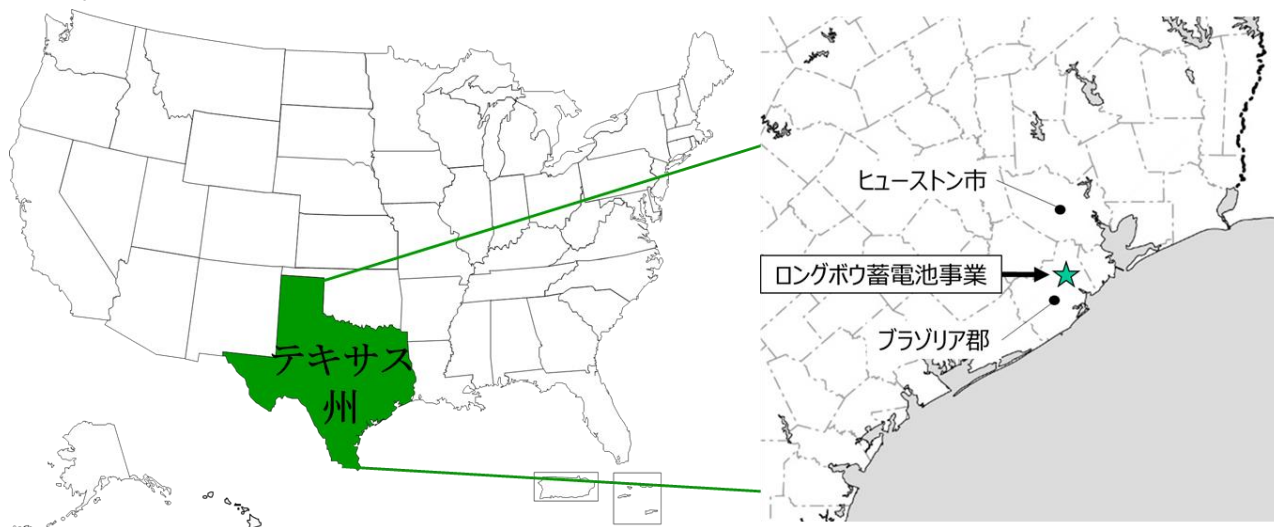 テキサス
州
ヒューストン市
ロングボウ蓄電池事業
ブラゾリア郡